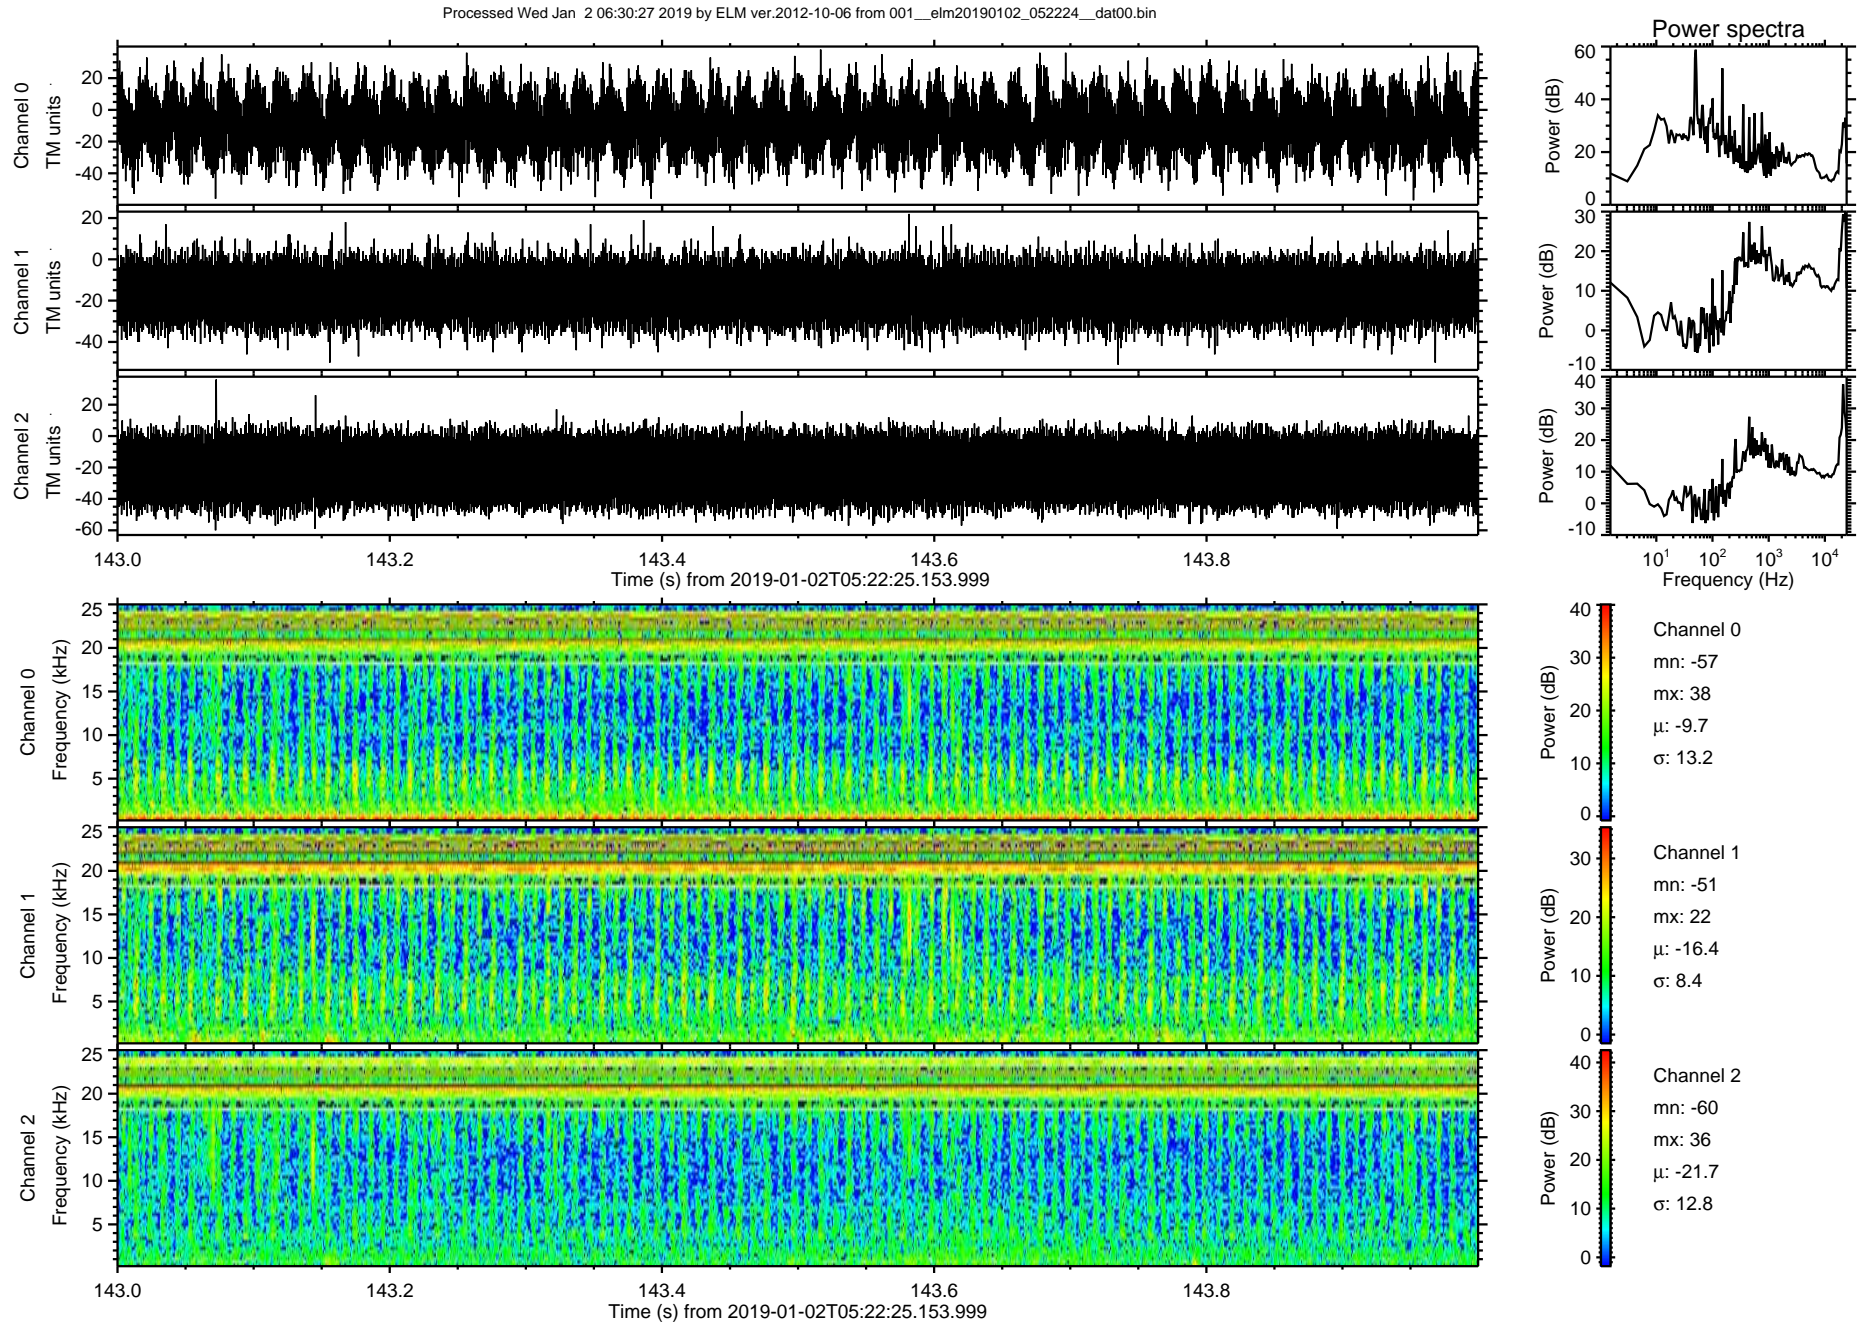 Processed Wed Jan  2 06:30:27 2019 by ELM ver.2012-10-06 from 001__elm20190102_052224__dat00.bin
Power spectra
Channel 0
TM units
20
0
-20
-40
Power (dB)
60
40
20
0
Channel 1
TM units
20
0
-20
-40
Power (dB)
30
20
10
0
-10
Channel 2
TM units
20
0
-20
-40
-60
Power (dB)
40
30
20
10
0
-10
143.0 143.2 143.4 143.6 143.8
Time (s) from 2019-01-02T05:22:25.153.999
10¹ 10² 10³ 10⁴
Frequency (Hz)
Channel 0
Frequency (kHz)
25
20
15
10
5
Power (dB)
40
30
20
10
0
Channel 0
mn: -57
mx: 38
μ: -9.7
σ: 13.2
Channel 1
Frequency (kHz)
25
20
15
10
5
Power (dB)
30
20
10
0
Channel 1
mn: -51
mx: 22
μ: -16.4
σ: 8.4
Channel 2
Frequency (kHz)
25
20
15
10
5
Power (dB)
40
30
20
10
0
Channel 2
mn: -60
mx: 36
μ: -21.7
σ: 12.8
143.0 143.2 143.4 143.6 143.8
Time (s) from 2019-01-02T05:22:25.153.999